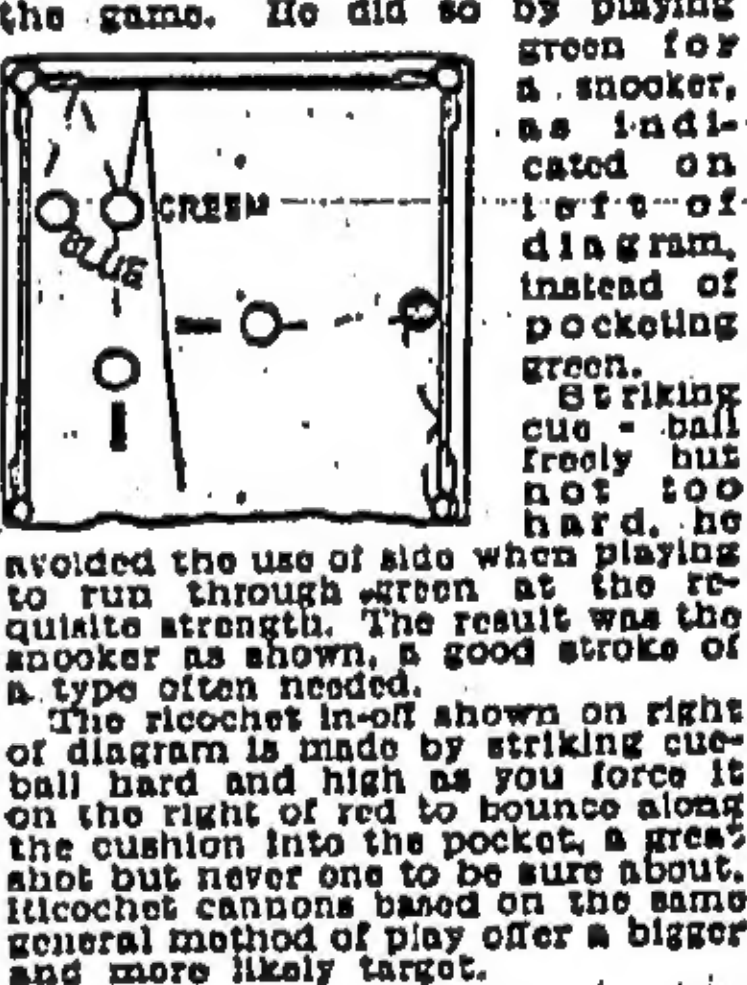 the game. He did so by playing
green for
a snooker,
as indi-
cated on
left of
diagram,
instead of
pocketing
green.
GREEN
BLUE
Striking
cue - ball
freely but
not too
hard, he
avoided the use of side when playing
to run through green at the re-
quisite strength. The result was the
snooker as shown, a good stroke of
a type often needed.
The ricochet in-off shown on right
of diagram is made by striking cue-
ball hard and high as you force it
on the right of red to bounce along
the cushion into the pocket, a great
shot but never one to be sure about.
Ricochet cannons based on the same
general method of play offer a bigger
and more likely target.